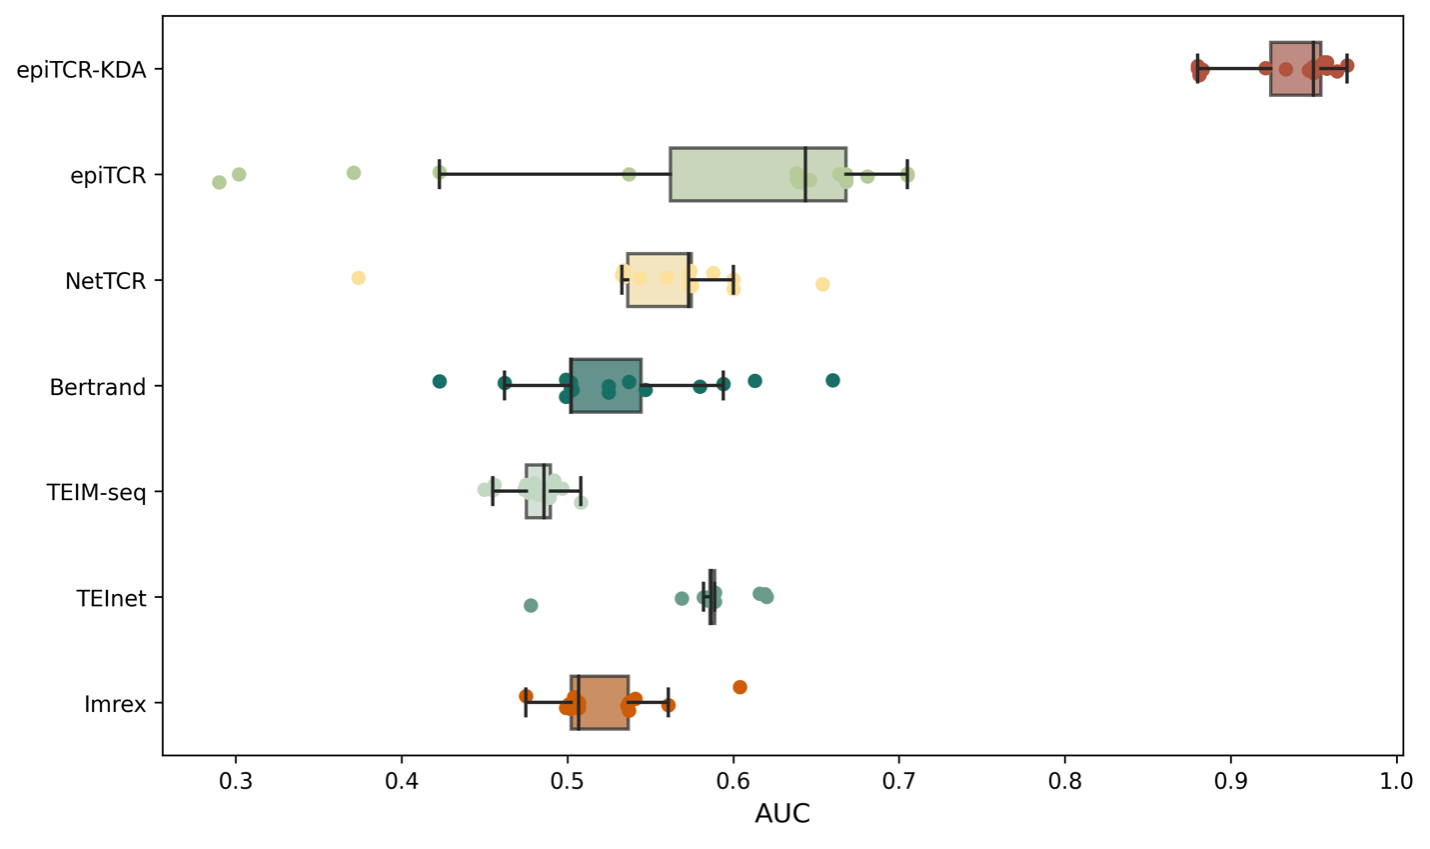 epiTCR-KDA
epiTCR
NetTCR
Bertrand
TEIM-seq
TEInet
Imrex
0.3 0.4 0.5 0.6 0.7 0.8 0.9 1.0
AUC